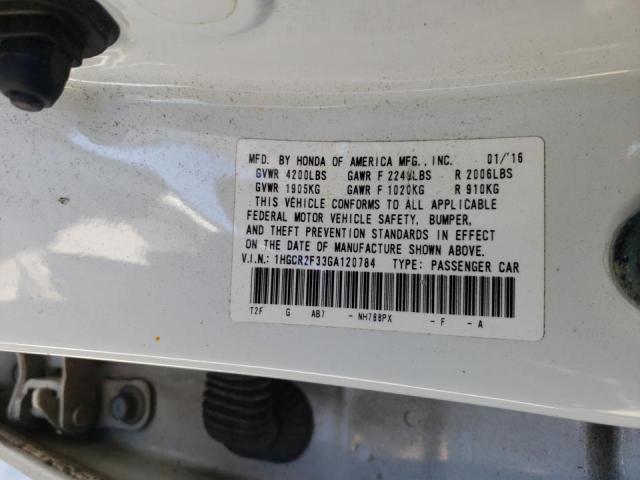 MFD. BY HONDA OF AMERICA MFG., INC. 01/'16
GVWR 4200LBS GAWR F 2249LBS R 2006LBS
GVWR 1905KG GAWR F 1020KG R 910KG
THIS VEHICLE CONFORMS TO ALL APPLICABLE
FEDERAL MOTOR VEHICLE SAFETY, BUMPER,
AND THEFT PREVENTION STANDARDS IN EFFECT
ON THE DATE OF MANUFACTURE SHOWN ABOVE.
V.I.N.: 1HGCR2F33GA120784 TYPE: PASSENGER CAR
T2F G AB7 - NH788PX - F - A